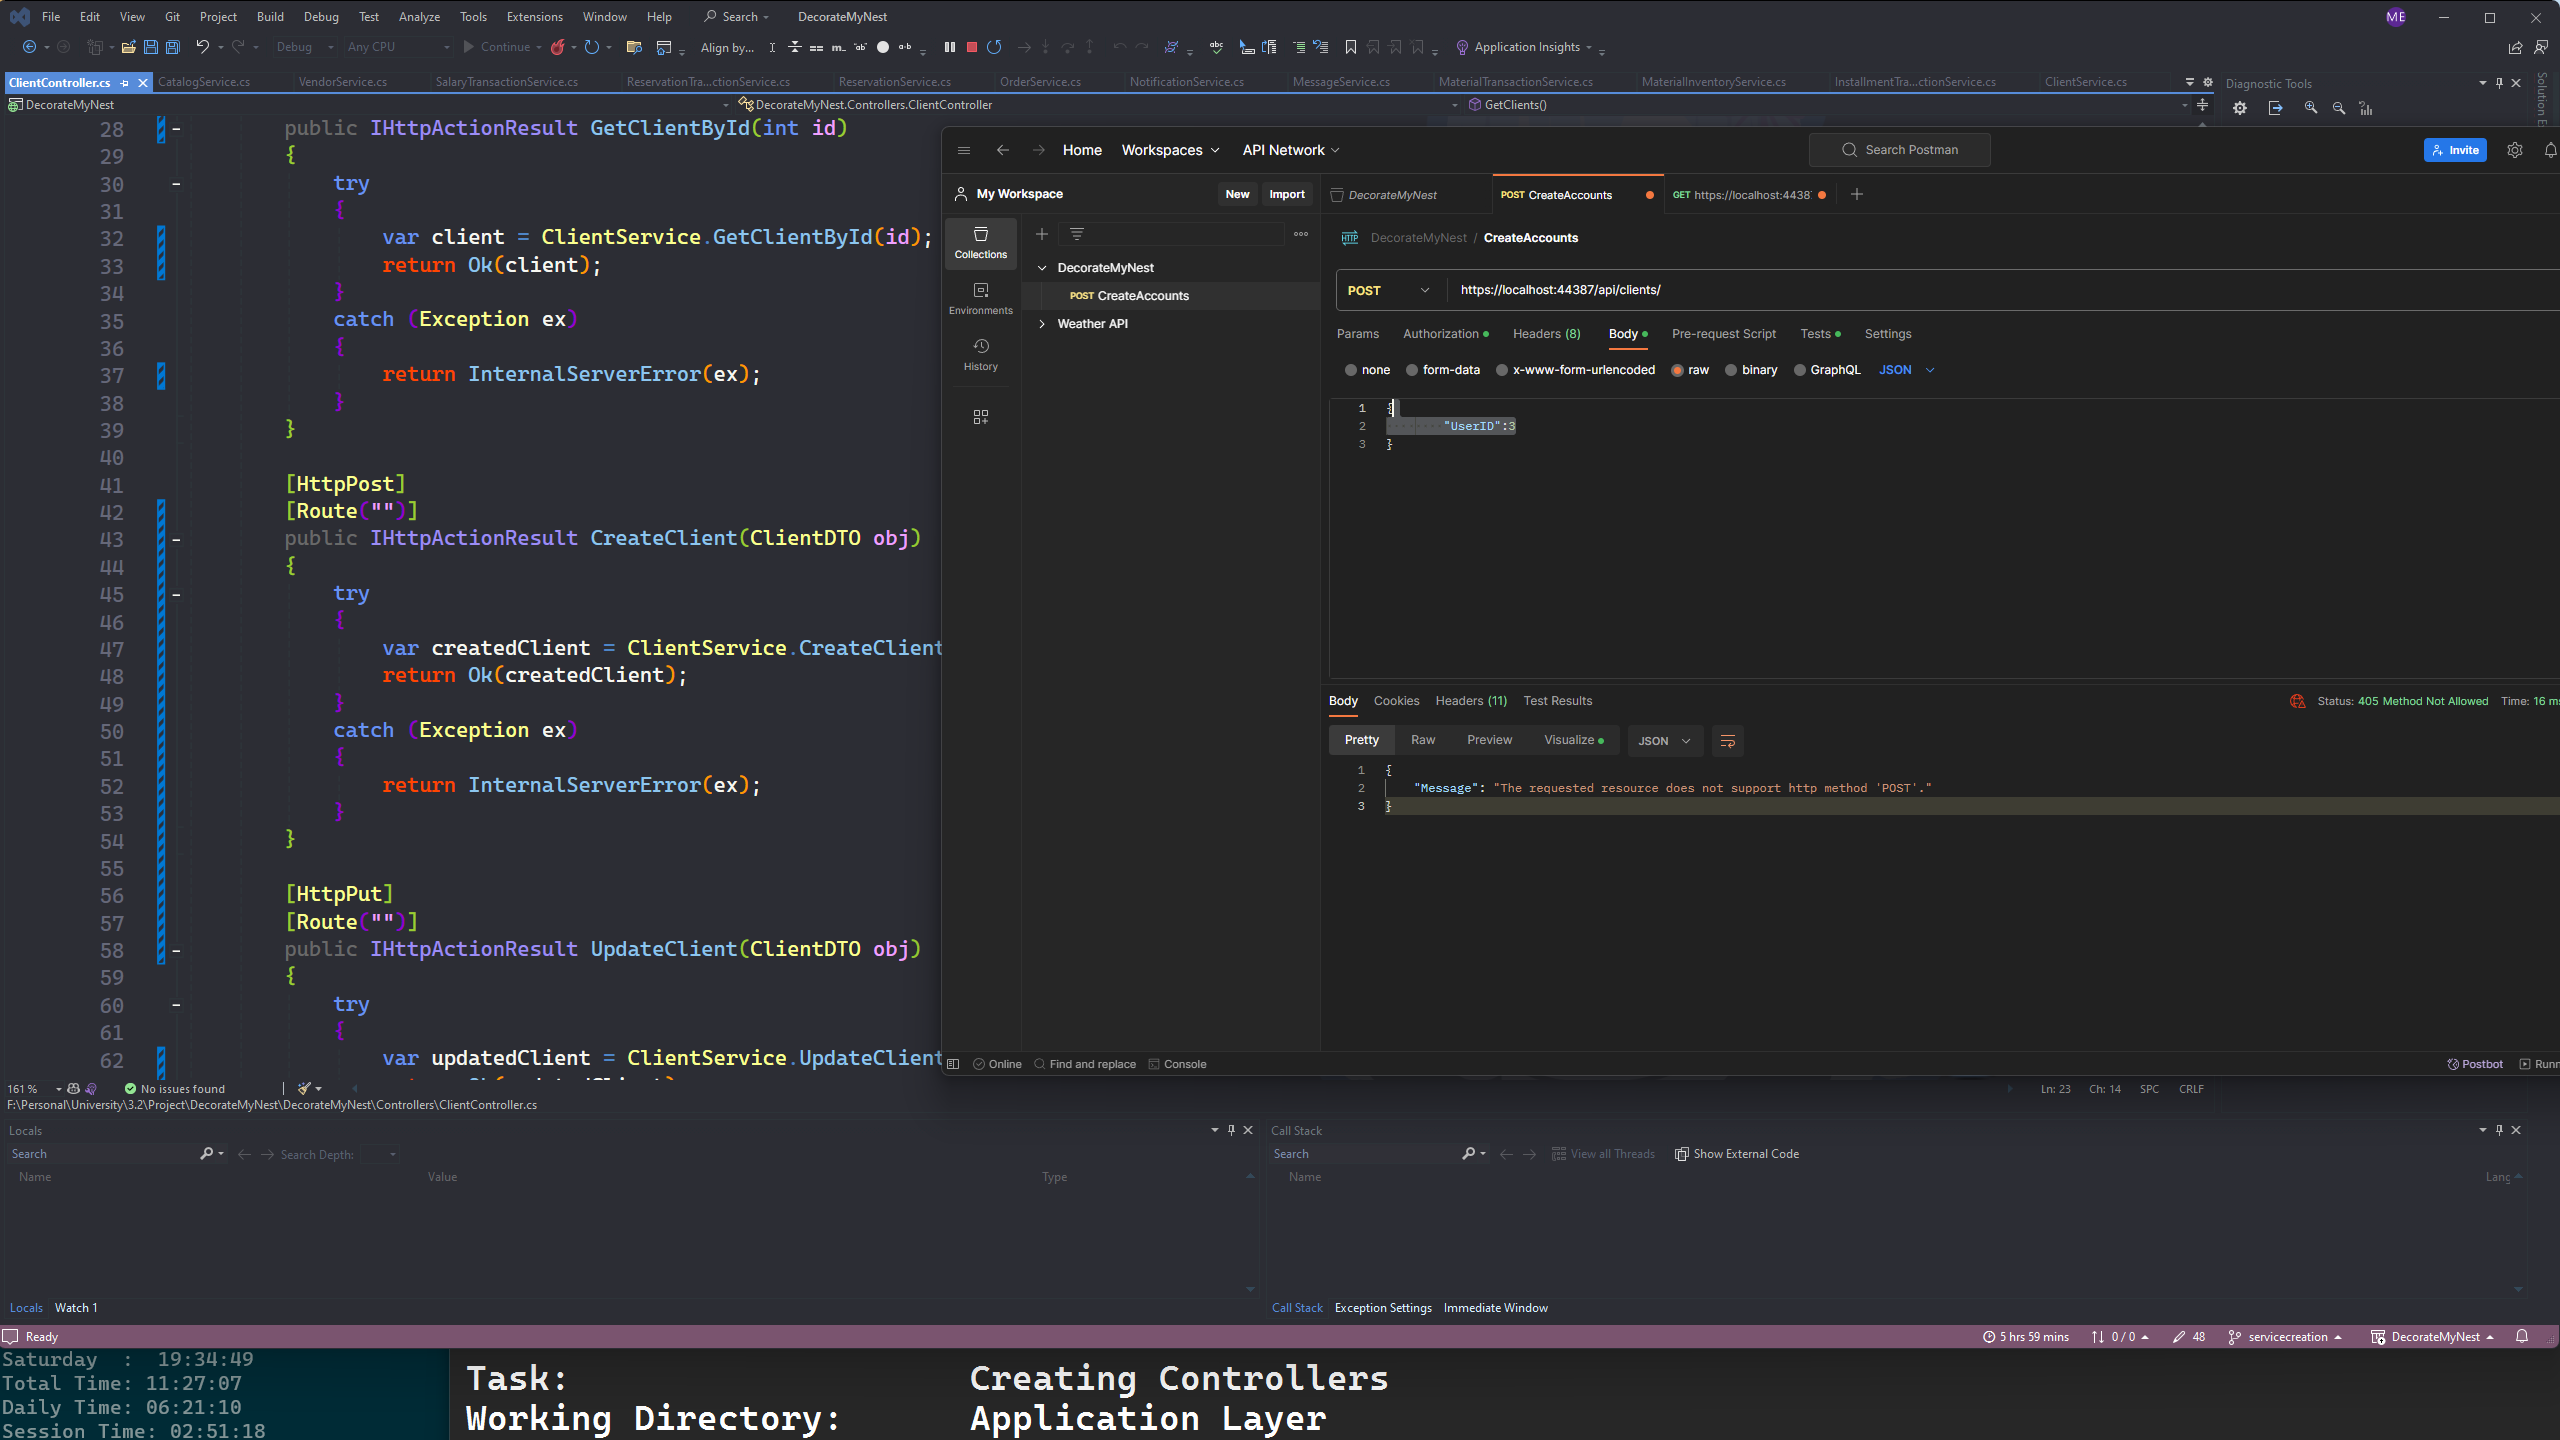 File Edit View Git Project Build Debug Test Analyze Tools Extensions Window Help Search DecorateMyNest ME
Debug Any CPU Continue Align by... Application Insights
ClientController.cs CatalogService.cs VendorService.cs SalaryTransactionService.cs ReservationTra...ctionService.cs ReservationService.cs OrderService.cs NotificationService.cs MessageService.cs MaterialTransactionService.cs MaterialInventoryService.cs InstallmentTra...ctionService.cs ClientService.cs Diagnostic Tools
DecorateMyNest DecorateMyNest.Controllers.ClientController GetClients()
28 public IHttpActionResult GetClientById(int id)
29 {
30 try
31 {
32 var client = ClientService.GetClientById(id);
33 return Ok(client);
34 }
35 catch (Exception ex)
36 {
37 return InternalServerError(ex);
38 }
39 }
40
41 [HttpPost]
42 [Route("")]
43 public IHttpActionResult CreateClient(ClientDTO obj)
44 {
45 try
46 {
47 var createdClient = ClientService.CreateClient
48 return Ok(createdClient);
49 }
50 catch (Exception ex)
51 {
52 return InternalServerError(ex);
53 }
54 }
55
56 [HttpPut]
57 [Route("")]
58 public IHttpActionResult UpdateClient(ClientDTO obj)
59 {
60 try
61 {
62 var updatedClient = ClientService.UpdateClient
Home Workspaces API Network Search Postman Invite
My Workspace New Import DecorateMyNest POST CreateAccounts GET https://localhost:4438
Collections
Environments
History
DecorateMyNest
POST CreateAccounts
Weather API
HTTP DecorateMyNest / CreateAccounts
POST https://localhost:44387/api/clients/
Params Authorization Headers (8) Body Pre-request Script Tests Settings
none form-data x-www-form-urlencoded raw binary GraphQL JSON
1 {
2 "UserID":3
3 }
Body Cookies Headers (11) Test Results Status: 405 Method Not Allowed Time: 16 ms
Pretty Raw Preview Visualize JSON
1 {
2 "Message": "The requested resource does not support http method 'POST'."
3 }
Online Find and replace Console Postbot Runn
161 % No issues found Ln: 23 Ch: 14 SPC CRLF
F:\Personal\University\3.2\Project\DecorateMyNest\DecorateMyNest\Controllers\ClientController.cs
Locals
Search Search Depth:
Name Value Type
Locals Watch 1
Call Stack
Search View all Threads Show External Code
Name Lang
Call Stack Exception Settings Immediate Window
Ready 5 hrs 59 mins 0 / 0 48 servicecreation DecorateMyNest
Saturday : 19:34:49
Total Time: 11:27:07
Daily Time: 06:21:10
Session Time: 02:51:18
Task: Creating Controllers
Working Directory: Application Layer